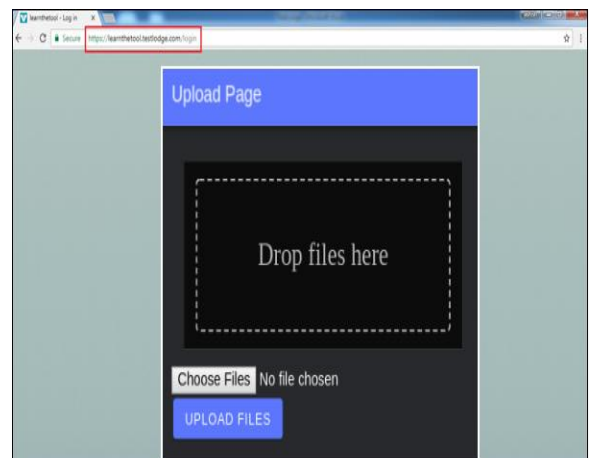 learnthetool - Log in
Secure https://learnthetool.testlodge.com/login
Upload Page
Drop files here
Choose Files No file chosen
UPLOAD FILES